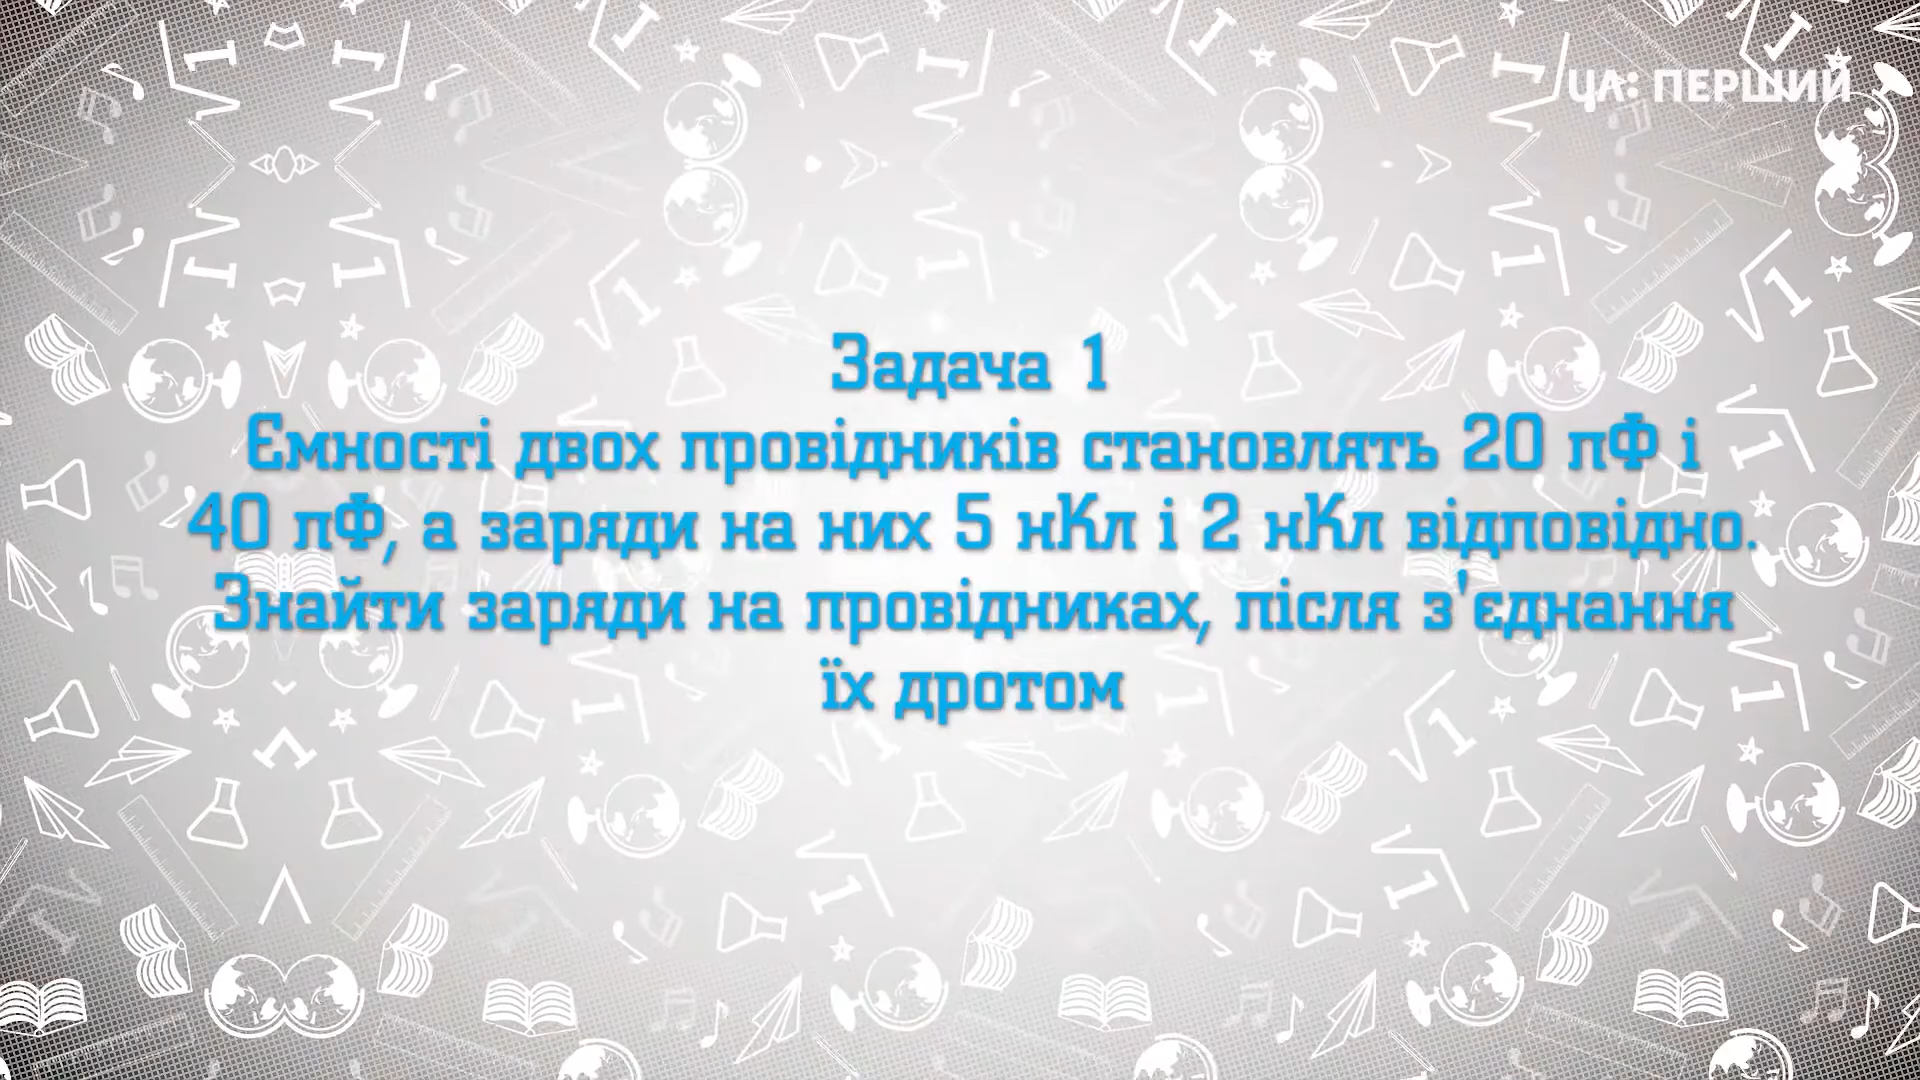 UA: ПЕРШИЙ
Задача 1
Ємності двох провідників становлять 20 пФ і
40 пФ, а заряди на них 5 нКл і 2 нКл відповідно.
Знайти заряди на провідниках, після з'єднання
їх дротом